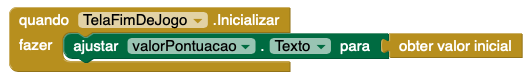 quando TelaFimDeJogo .Inicializar
fazer ajustar valorPontuacao . Texto para obter valor inicial